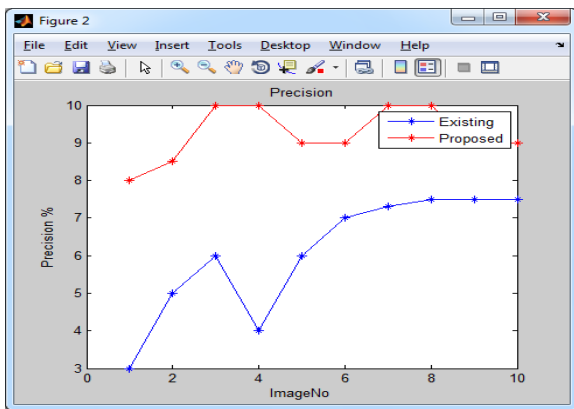 Figure 2
File Edit View Insert Tools Desktop Window Help
Precision
10
9
8
7
6
5
4
3
Precision %
Existing
Proposed
0 2 4 6 8 10
ImageNo